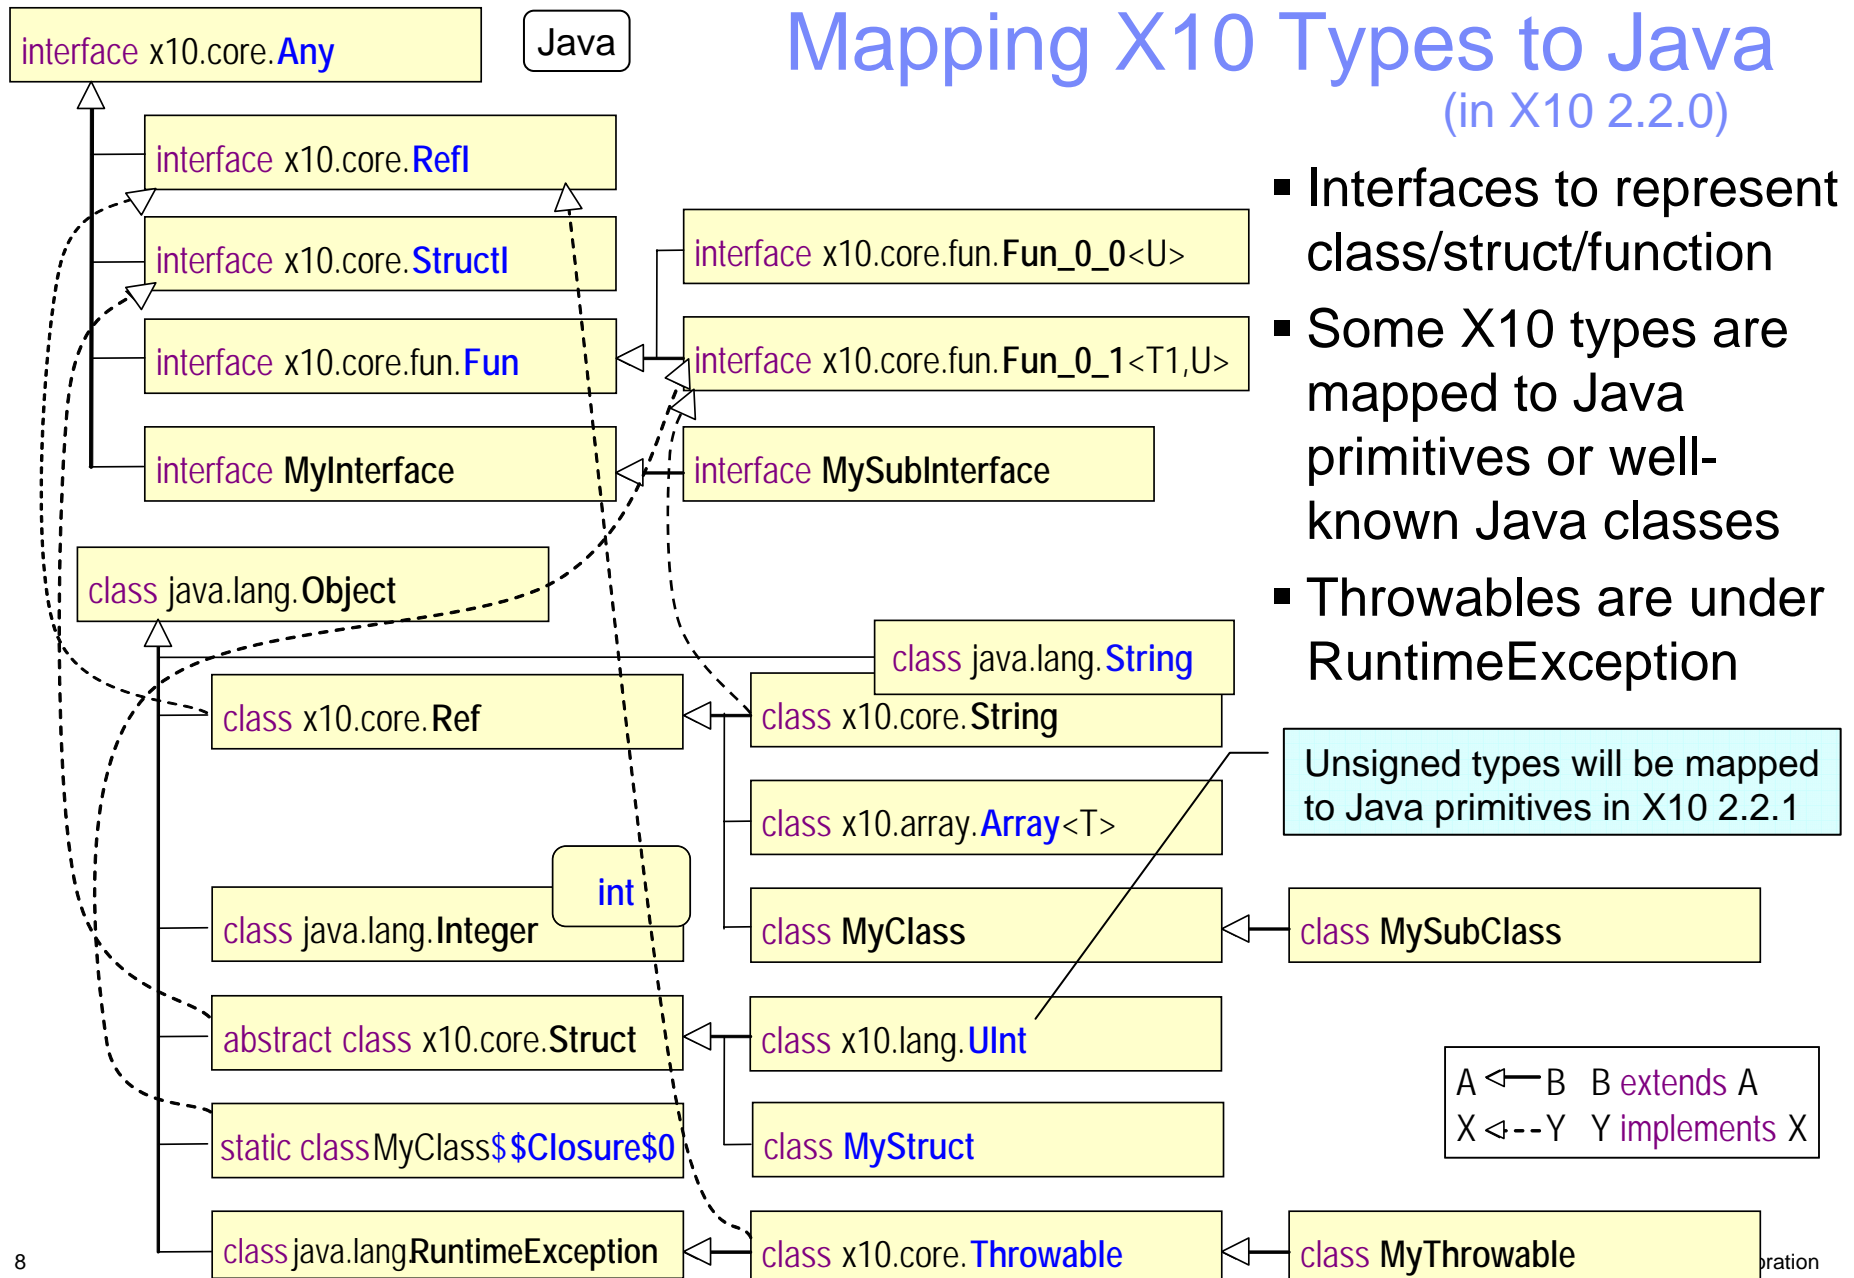 Mapping X10 Types to Java
(in X10 2.2.0)
Java
interface x10.core.Any
interface x10.core.RefI
interface x10.core.StructI
interface x10.core.fun.Fun
interface MyInterface
interface x10.core.fun.Fun_0_0<U>
interface x10.core.fun.Fun_0_1<T1,U>
interface MySubInterface
class java.lang.Object
class java.lang.String
class x10.core.Ref
class x10.core.String
class x10.array.Array<T>
int
class java.lang.Integer
class MyClass
class MySubClass
abstract class x10.core.Struct
class x10.lang.UInt
static class MyClass$$Closure$0
class MyStruct
class java.lang.RuntimeException
class x10.core.Throwable
class MyThrowable
▪ Interfaces to represent
class/struct/function
▪ Some X10 types are
mapped to Java
primitives or well-
known Java classes
▪ Throwables are under
RuntimeException
Unsigned types will be mapped
to Java primitives in X10 2.2.1
A B B extends A
X Y Y implements X
8
oration